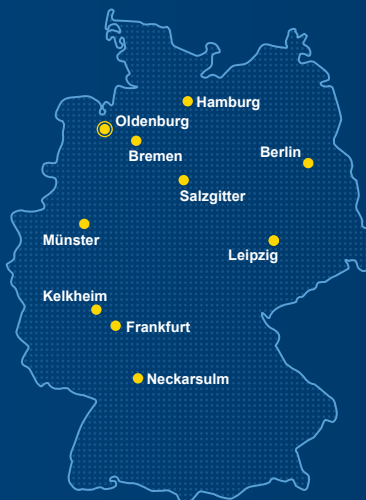 Hamburg
Oldenburg
Bremen
Berlin
Salzgitter
Münster
Leipzig
Kelkheim
Frankfurt
Neckarsulm